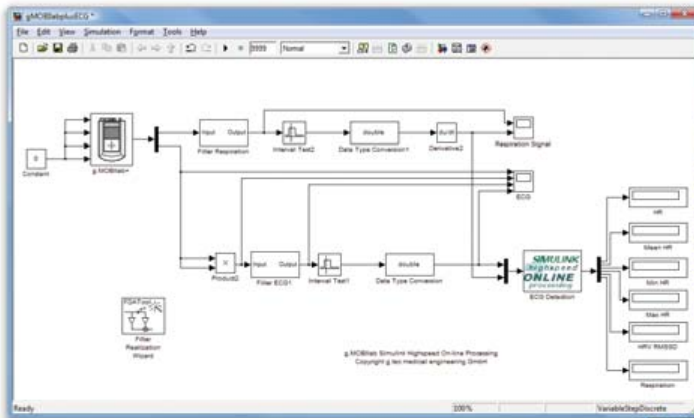 gMOBIlabplusECG *
File Edit View Simulation Format Tools Help
9999 Normal
Constant
g.MOBIlab+
Input Output
Filter Respiration
Interval Test2
double
Data Type Conversion1
du/dt
Derivative2
Respiration Signal
ECG
×
Product2
Input Output
Filter ECG1
Interval Test1
double
Data Type Conversion
SIMULINK
highspeed
ONLINE
processing
ECG Detection
HR
Mean HR
Min HR
Max HR
HRV RMSSD
Respiration
FDATool
Filter
Realization
Wizard
g.MOBIlab Simulink Highspeed On-line Processing
Copyright g.tec medical engineering GmbH
Ready 100% VariableStepDiscrete